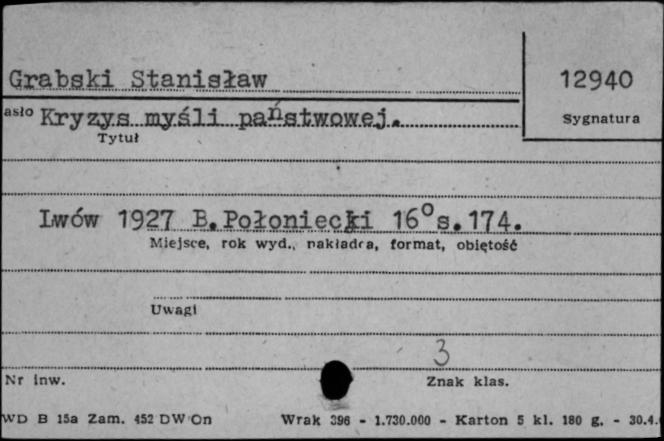 Grabski Stanisław
12940
asło Kryzys myśli państwowej.
Sygnatura
Tytuł
Lwów 1927 B.Połoniecki 16° s.174.
Miejsce, rok wyd., nakładca, format, objętość
Uwagi
3
Nr inw.
Znak klas.
WD B 15a Zam. 452 DW On Wrak 396 - 1.730.000 - Karton 5 kl. 180 g. - 30.4.